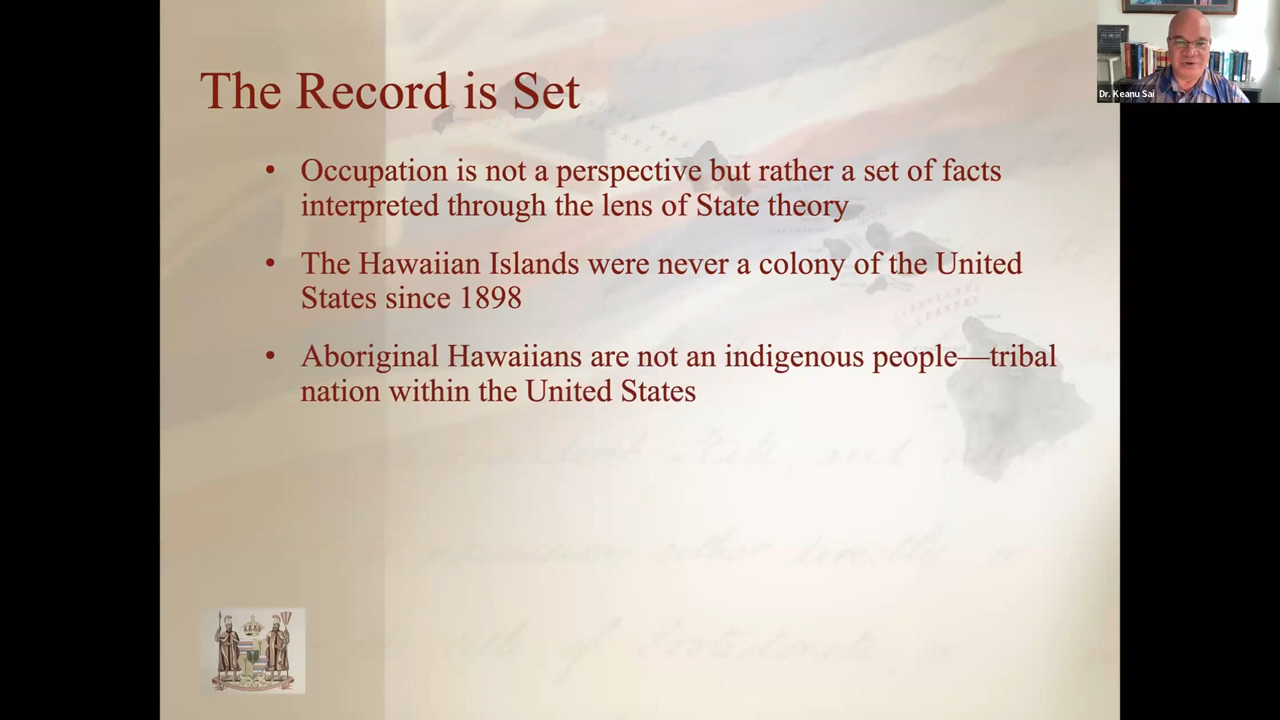 The Record is Set
Dr. Keanu Sai
• Occupation is not a perspective but rather a set of facts
interpreted through the lens of State theory
• The Hawaiian Islands were never a colony of the United
States since 1898
• Aboriginal Hawaiians are not an indigenous people—tribal
nation within the United States